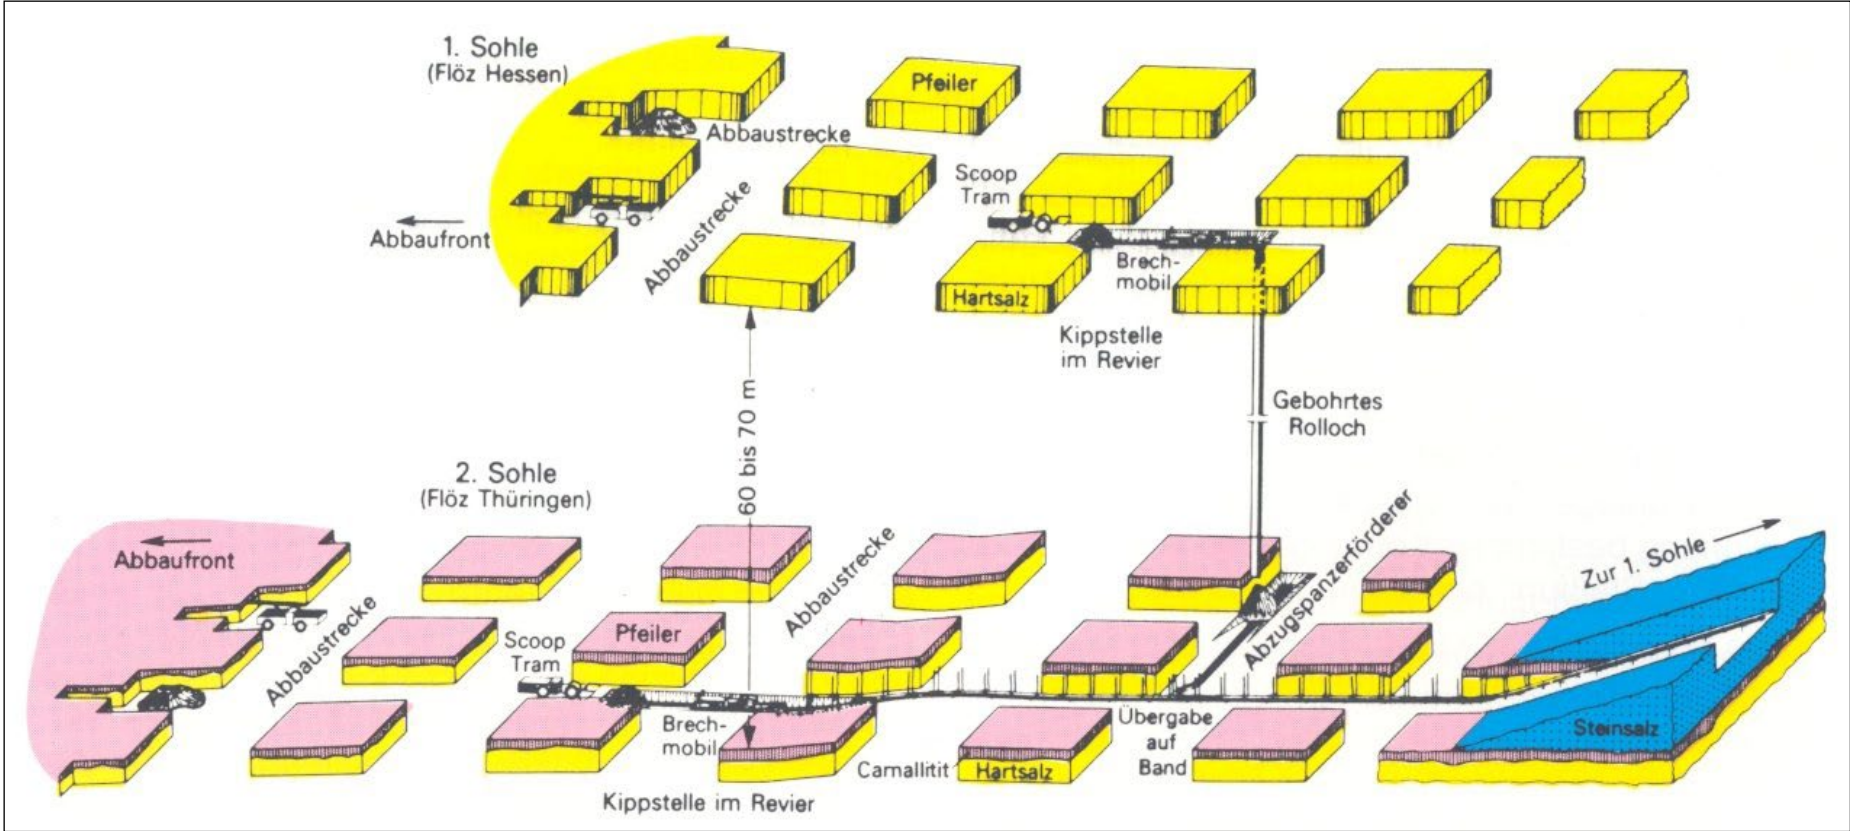 1. Sohle
(Flöz Hessen)
Pfeiler
Abbaustrecke
Scoop
Tram
Abbaufront
Abbaustrecke
Brech-
mobil
Hartsalz
Kippstelle
im Revier
60 bis 70 m
Gebohrtes
Rolloch
2. Sohle
(Flöz Thüringen)
Abbaufront
Abbaustrecke
Abbaustrecke
Abzugspanzerförderer
Zur 1. Sohle
Scoop
Tram
Pfeiler
Brech-
mobil
Übergabe
auf
Band
Steinsalz
Carnallitit
Hartsalz
Kippstelle im Revier